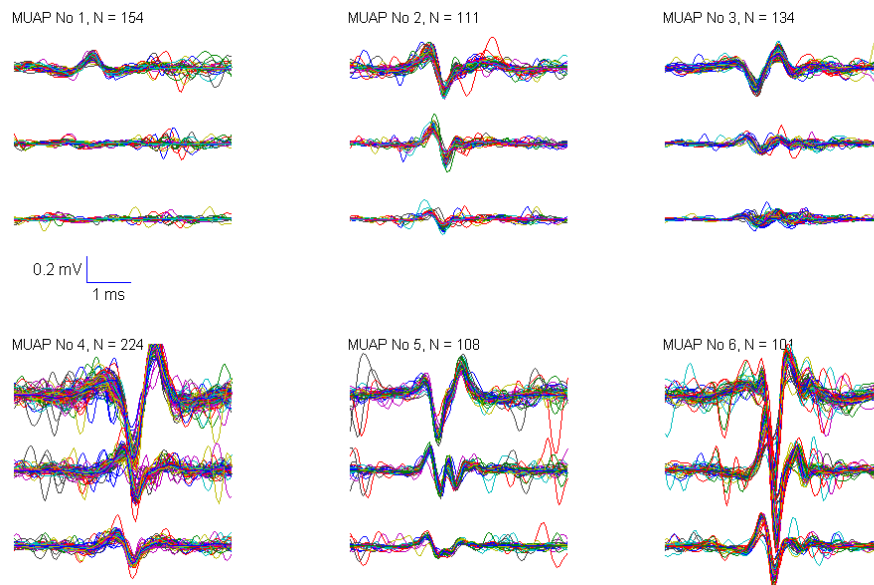 MUAP No 1, N = 154
MUAP No 2, N = 111
MUAP No 3, N = 134
0.2 mV
1 ms
MUAP No 4, N = 224
MUAP No 5, N = 108
MUAP No 6, N = 101